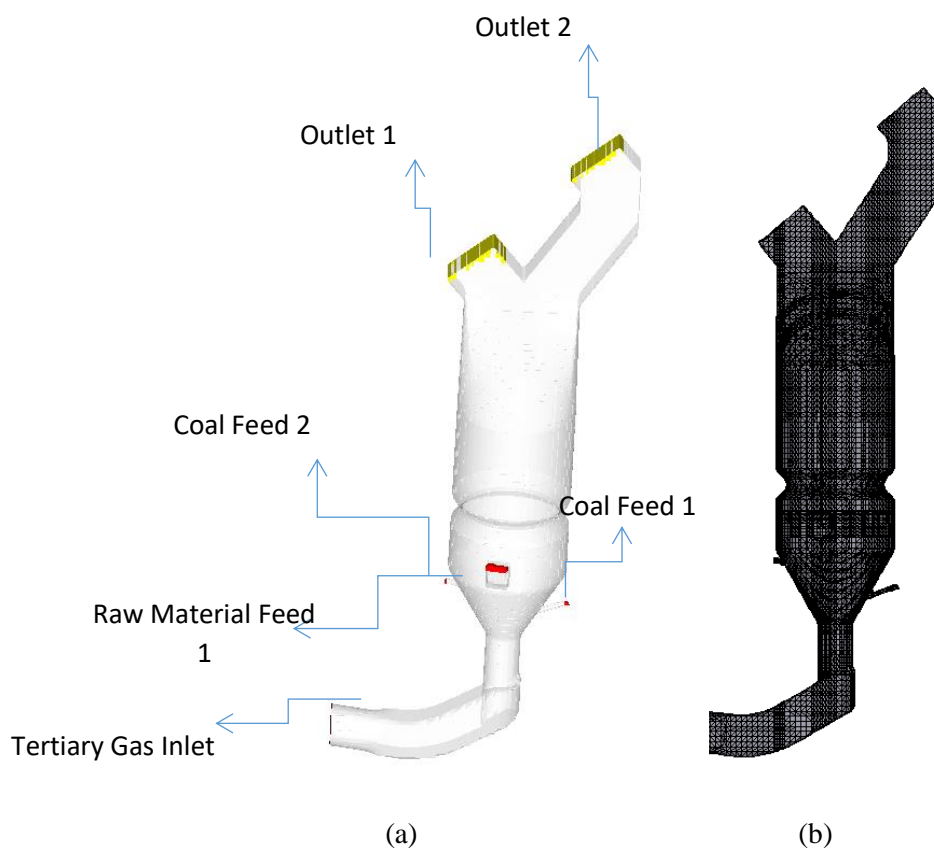 Outlet 2
Outlet 1
Coal Feed 2
Coal Feed 1
Raw Material Feed
1
Tertiary Gas Inlet
(a)
(b)